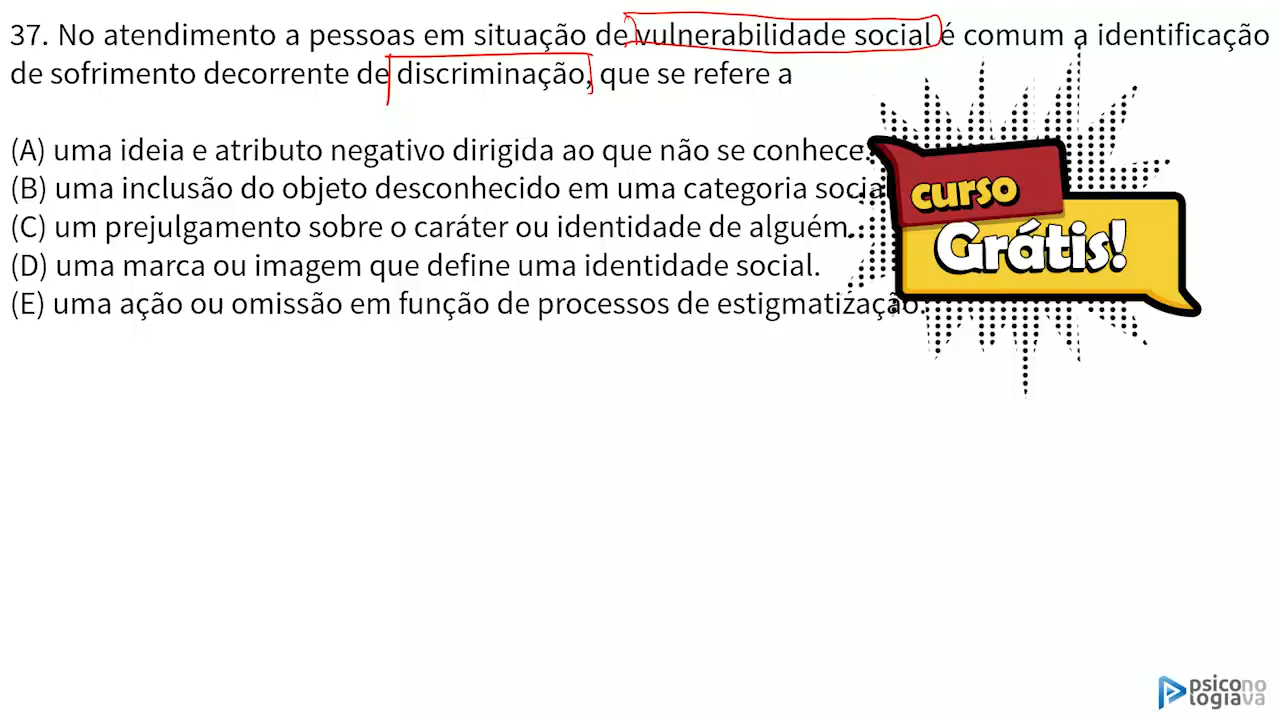 37. No atendimento a pessoas em situação de vulnerabilidade social é comum a identificação
de sofrimento decorrente de discriminação, que se refere a
(A) uma ideia e atributo negativo dirigida ao que não se conhece.
(B) uma inclusão do objeto desconhecido em uma categoria socia
(C) um prejulgamento sobre o caráter ou identidade de alguém.
(D) uma marca ou imagem que define uma identidade social.
(E) uma ação ou omissão em função de processos de estigmatização.
curso
Grátis!
psicono
logiava